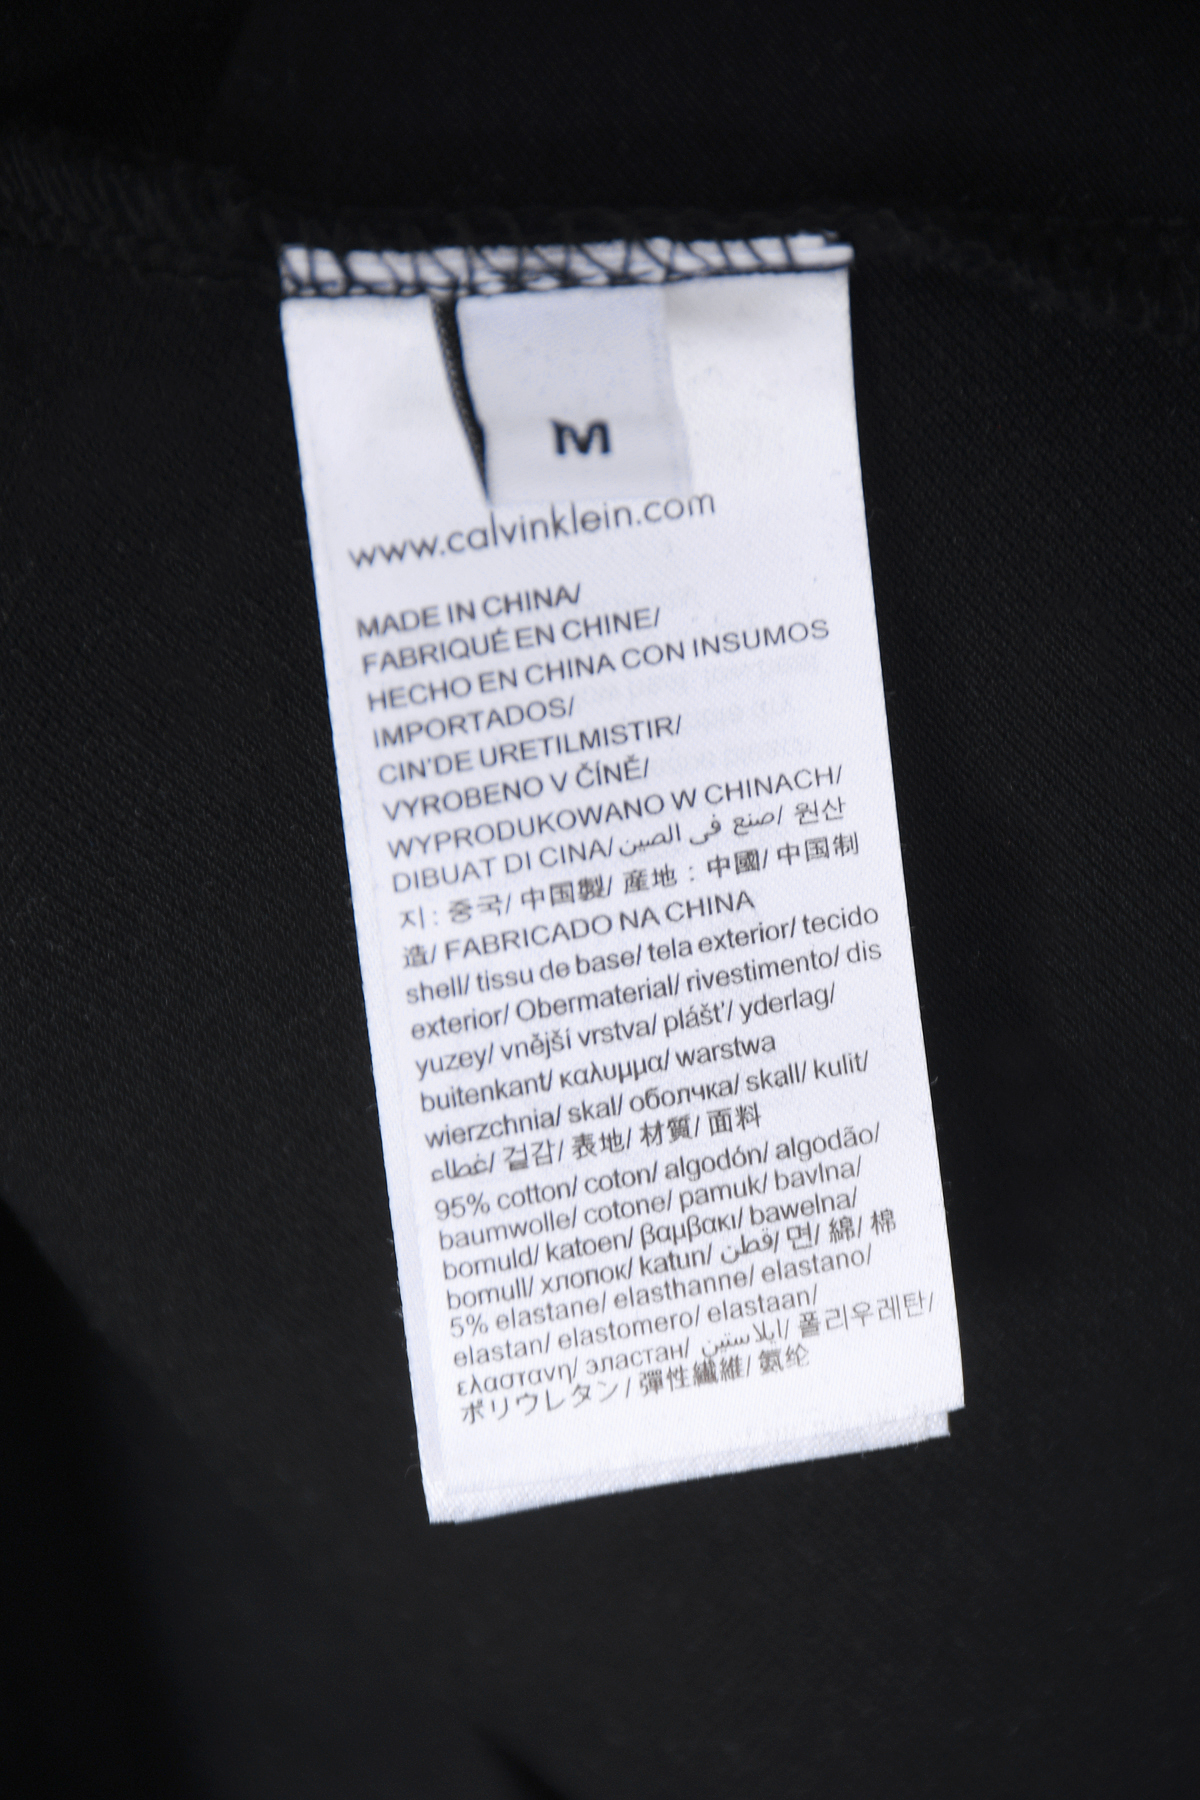 M
www.calvinklein.com
MADE IN CHINA/
FABRIQUÉ EN CHINE/
HECHO EN CHINA CON INSUMOS
IMPORTADOS/
CIN'DE URETILMISTIR/
VYROBENO V ČÍNĚ/
WYPRODUKOWANO W CHINACH/
DIBUAT DI CINA/ صنع في الصين/ 원산
지 : 중국/ 中国製/ 産地 : 中國/ 中国制
造/ FABRICADO NA CHINA
shell/ tissu de base/ tela exterior/ tecido
exterior/ Obermaterial/ rivestimento/ dis
yuzey/ vnější vrstva/ plášt'/ yderlag/
buitenkant/ καλυμμα/ warstwa
wierzchnia/ skal/ оболчка/ skall/ kulit/
غطاء/ 겉감/ 表地/ 材質/ 面料
95% cotton/ coton/ algodón/ algodão/
baumwolle/ cotone/ pamuk/ bavlna/
bomuld/ katoen/ βαμβακι/ bawelna/
bomull/ хлопок/ katun/ قطن/ 면/ 綿/ 棉
5% elastane/ elasthanne/ elastano/
elastan/ elastomero/ elastaan/
ελαστανη/ эластан/ ايلاستين/ 폴리우레탄/
ポリウレタン/ 彈性纖維/ 氨纶